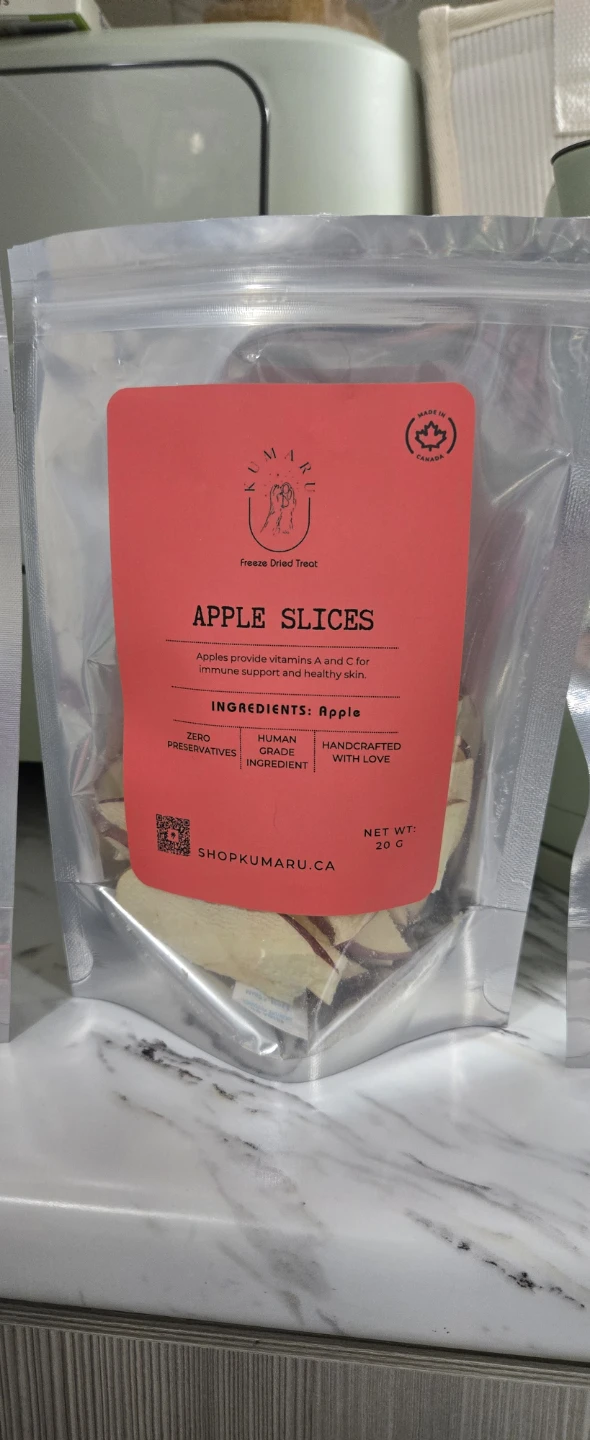 MADE IN
CANADA
KUMARU
Freeze Dried Treat
APPLE SLICES
Apples provide vitamins A and C for
immune support and healthy skin.
INGREDIENTS: Apple
ZERO
PRESERVATIVES
HUMAN
GRADE
INGREDIENT
HANDCRAFTED
WITH LOVE
NET WT:
20 G
SHOPKUMARU.CA